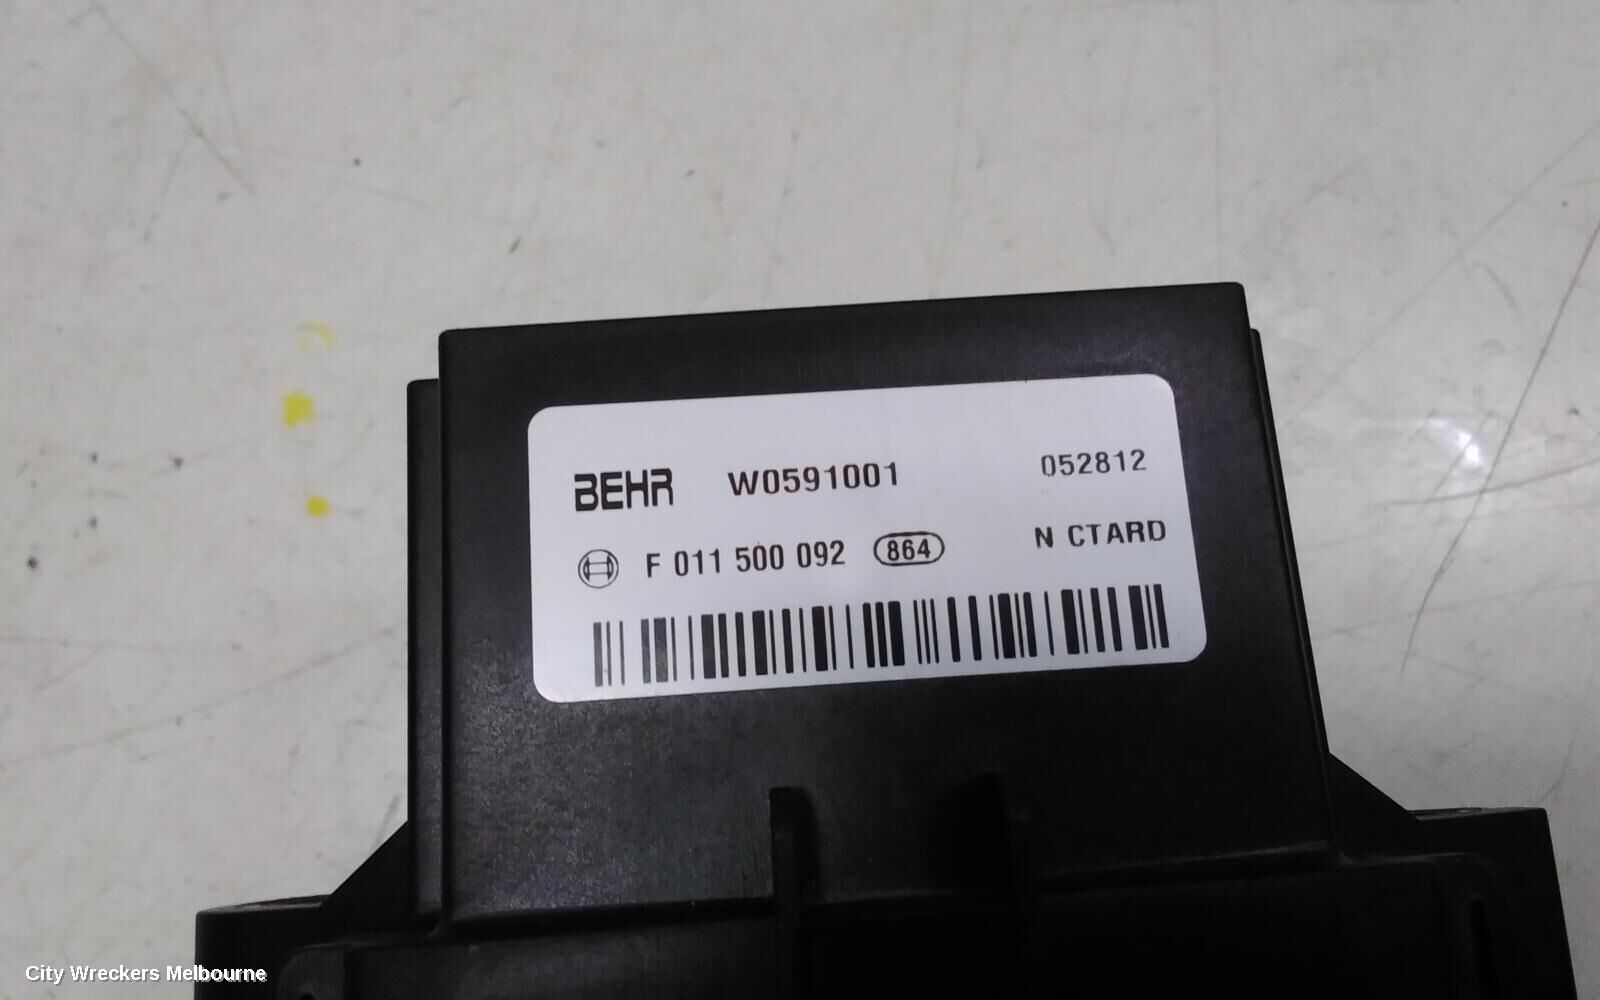 BEHR W0591001 052812
F 011 500 092 864 N CTARD
City Wreckers Melbourne